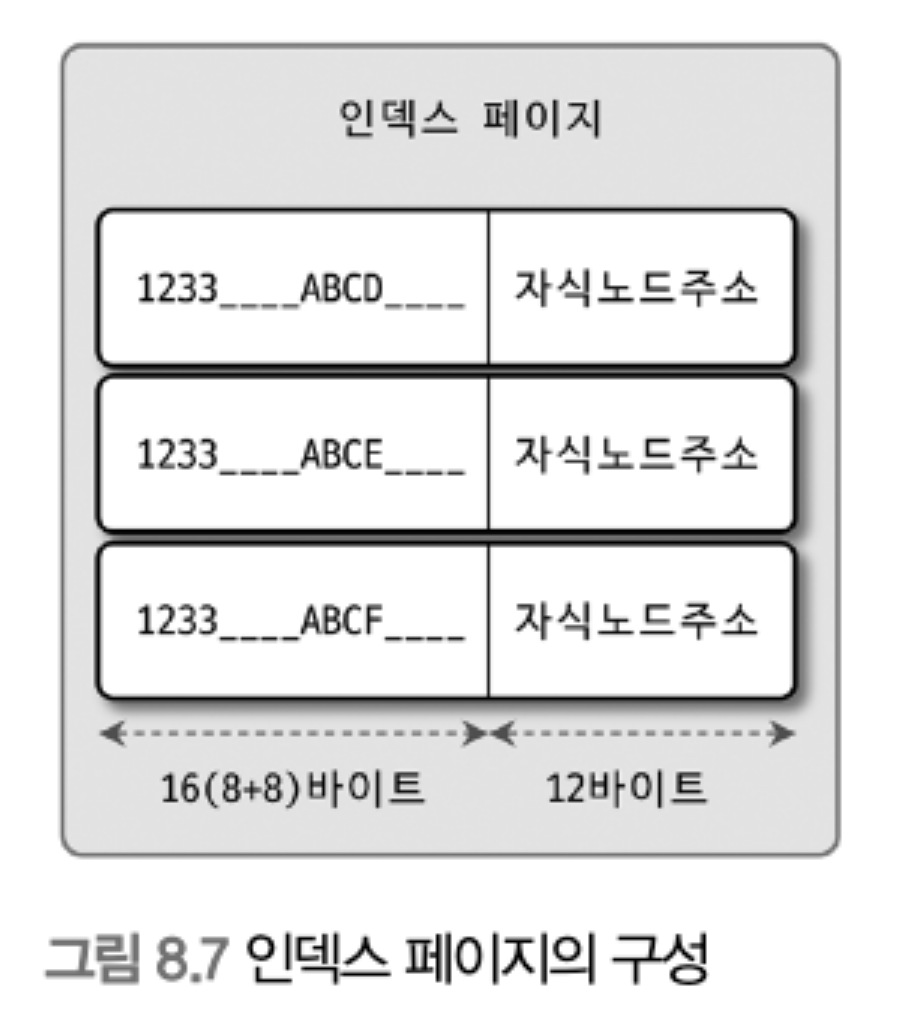 인덱스 페이지
1233____ABCD____ 자식노드주소
1233____ABCE____ 자식노드주소
1233____ABCF____ 자식노드주소
16(8+8)바이트 12바이트
그림 8.7 인덱스 페이지의 구성